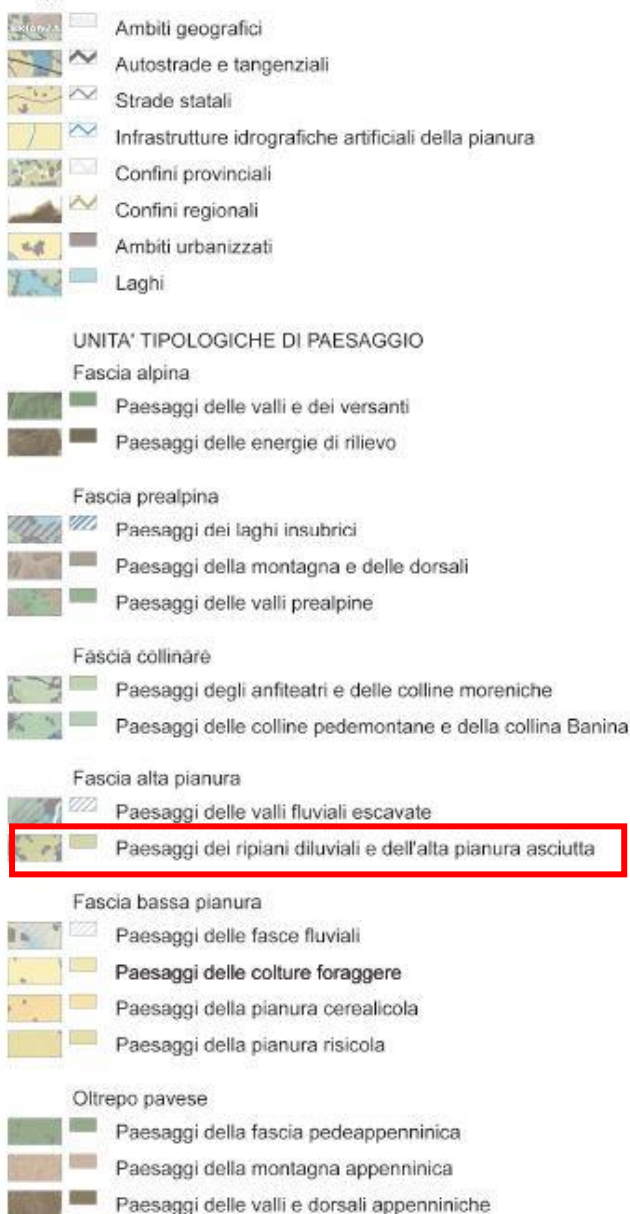 Ambiti geografici
Autostrade e tangenziali
Strade statali
Infrastrutture idrografiche artificiali della pianura
Confini provinciali
Confini regionali
Ambiti urbanizzati
Laghi
UNITA' TIPOLOGICHE DI PAESAGGIO
Fascia alpina
Paesaggi delle valli e dei versanti
Paesaggi delle energie di rilievo
Fascia prealpina
Paesaggi dei laghi insubrici
Paesaggi della montagna e delle dorsali
Paesaggi delle valli prealpine
Fascia collinare
Paesaggi degli anfiteatri e delle colline moreniche
Paesaggi delle colline pedemontane e della collina Banina
Fascia alta pianura
Paesaggi delle valli fluviali escavate
Paesaggi dei ripiani diluviali e dell'alta pianura asciutta
Fascia bassa pianura
Paesaggi delle fasce fluviali
Paesaggi delle colture foraggere
Paesaggi della pianura cerealicola
Paesaggi della pianura risicola
Oltrepo pavese
Paesaggi della fascia pedeappenninica
Paesaggi della montagna appenninica
Paesaggi delle valli e dorsali appenniniche